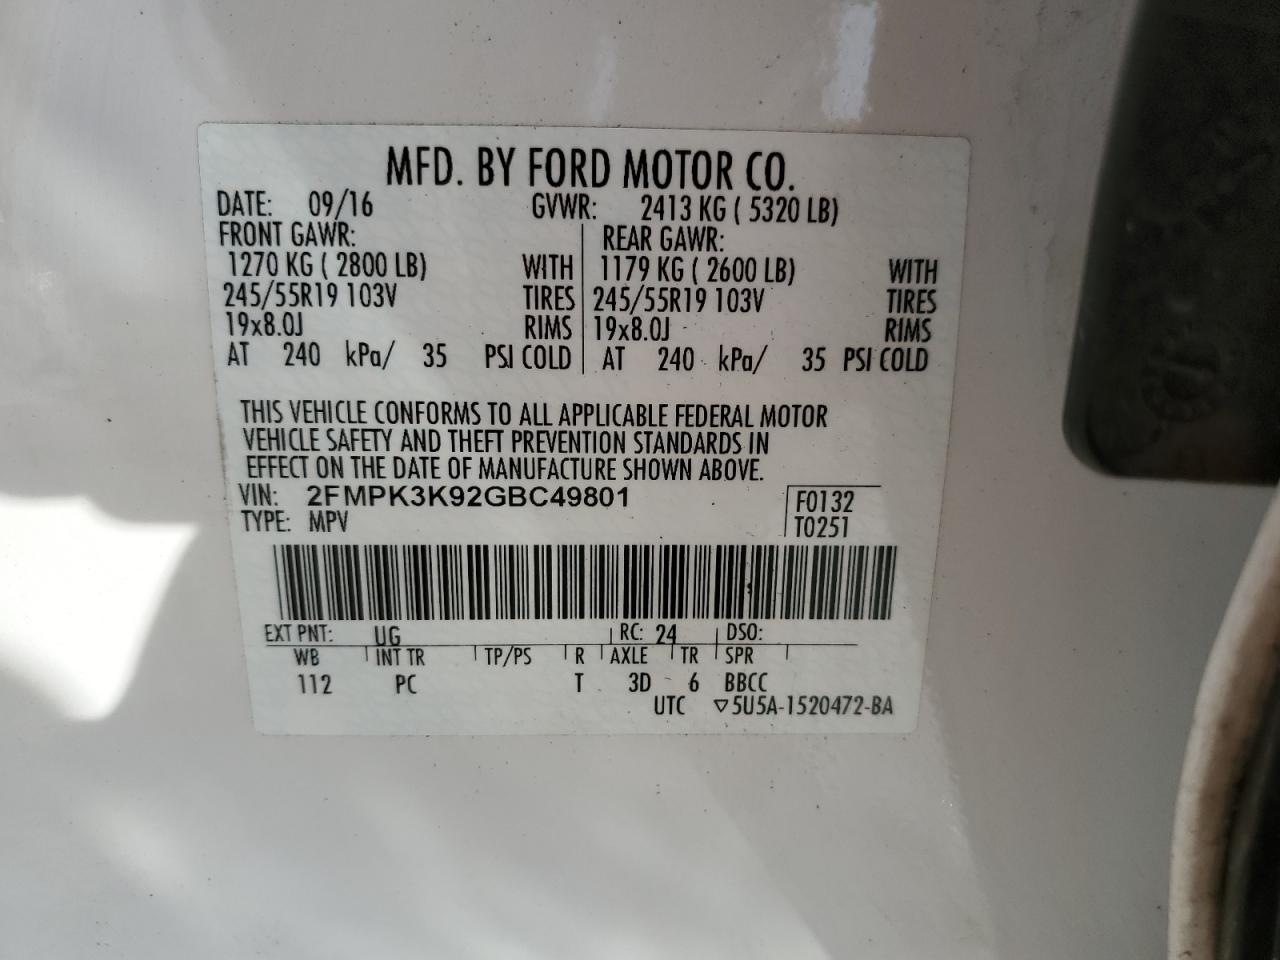 MFD. BY FORD MOTOR CO.
DATE: 09/16 GVWR: 2413 KG ( 5320 LB)
FRONT GAWR: REAR GAWR:
1270 KG ( 2800 LB) WITH 1179 KG ( 2600 LB) WITH
245/55R19 103V TIRES 245/55R19 103V TIRES
19x8.0J RIMS 19x8.0J RIMS
AT 240 kPa/ 35 PSI COLD AT 240 kPa/ 35 PSI COLD
THIS VEHICLE CONFORMS TO ALL APPLICABLE FEDERAL MOTOR
VEHICLE SAFETY AND THEFT PREVENTION STANDARDS IN
EFFECT ON THE DATE OF MANUFACTURE SHOWN ABOVE.
VIN: 2FMPK3K92GBC49801 F0132
TYPE: MPV T0251
EXT PNT: UG RC: 24 DSO:
WB INT TR TP/PS R AXLE TR SPR
112 PC T 3D 6 BBCC
UTC ▽5U5A-1520472-BA